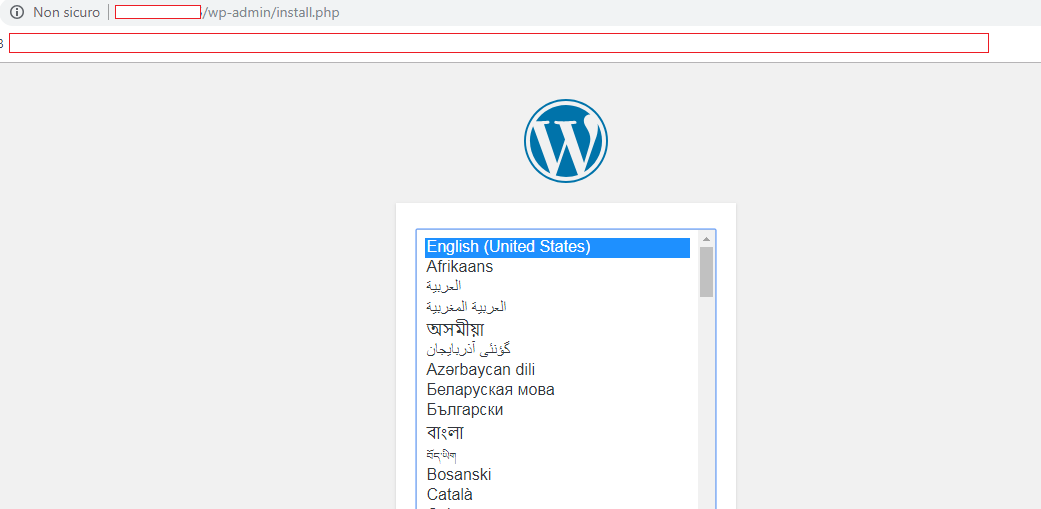 Non sicuro /wp-admin/install.php
English (United States)
Afrikaans
العربية
العربية المغربية
অসমীয়া
گؤنئی آذربایجان
Azərbaycan dili
Беларуская мова
Български
বাংলা
བོད་ཡིག
Bosanski
Català